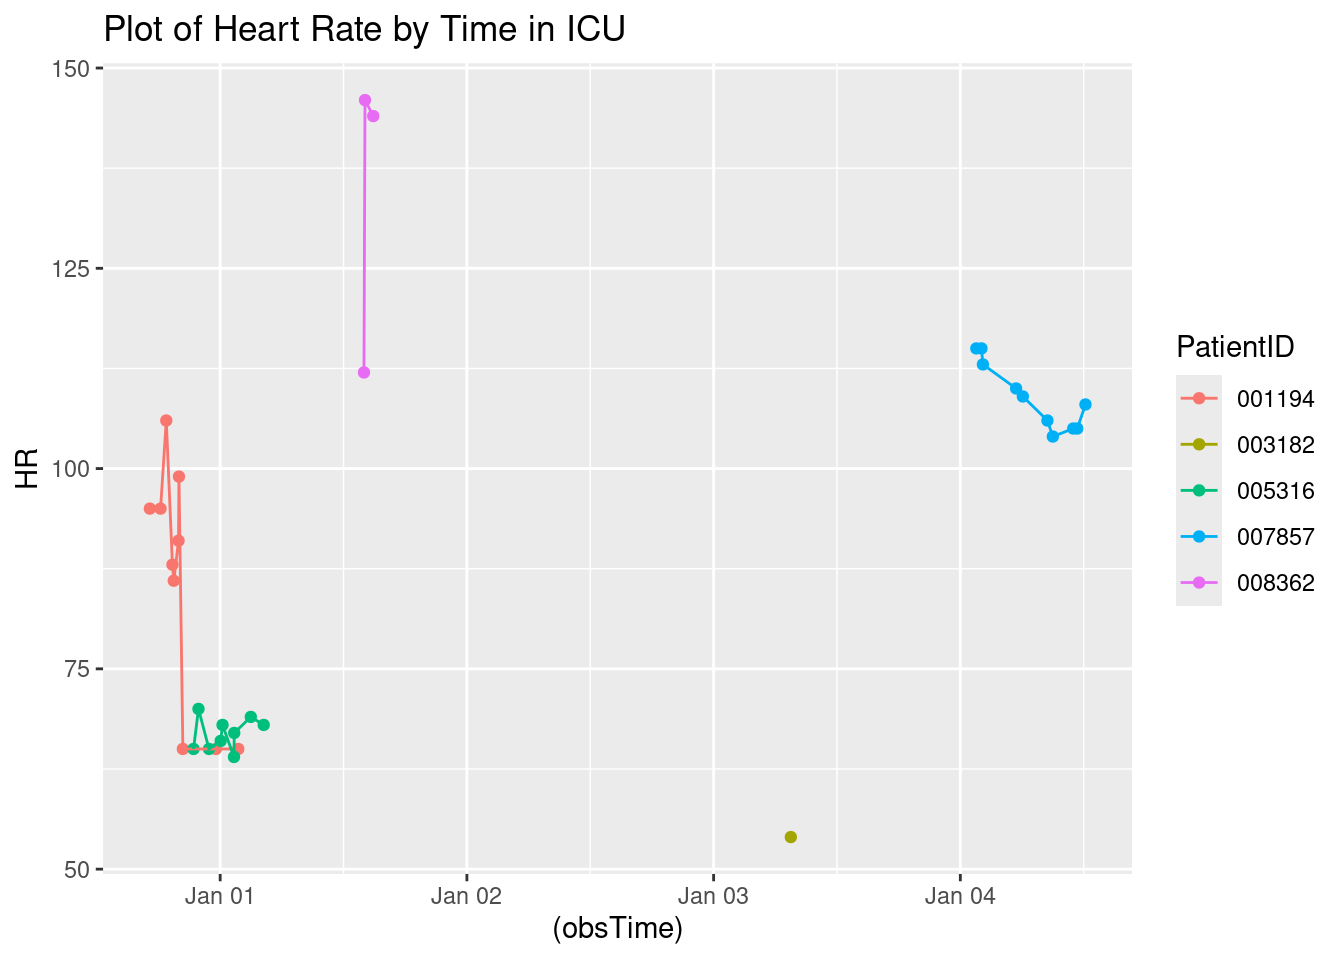 Plot of Heart Rate by Time in ICU
150
125
100
75
50
HR
Jan 01
Jan 02
Jan 03
Jan 04
(obsTime)
PatientID
001194
003182
005316
007857
008362